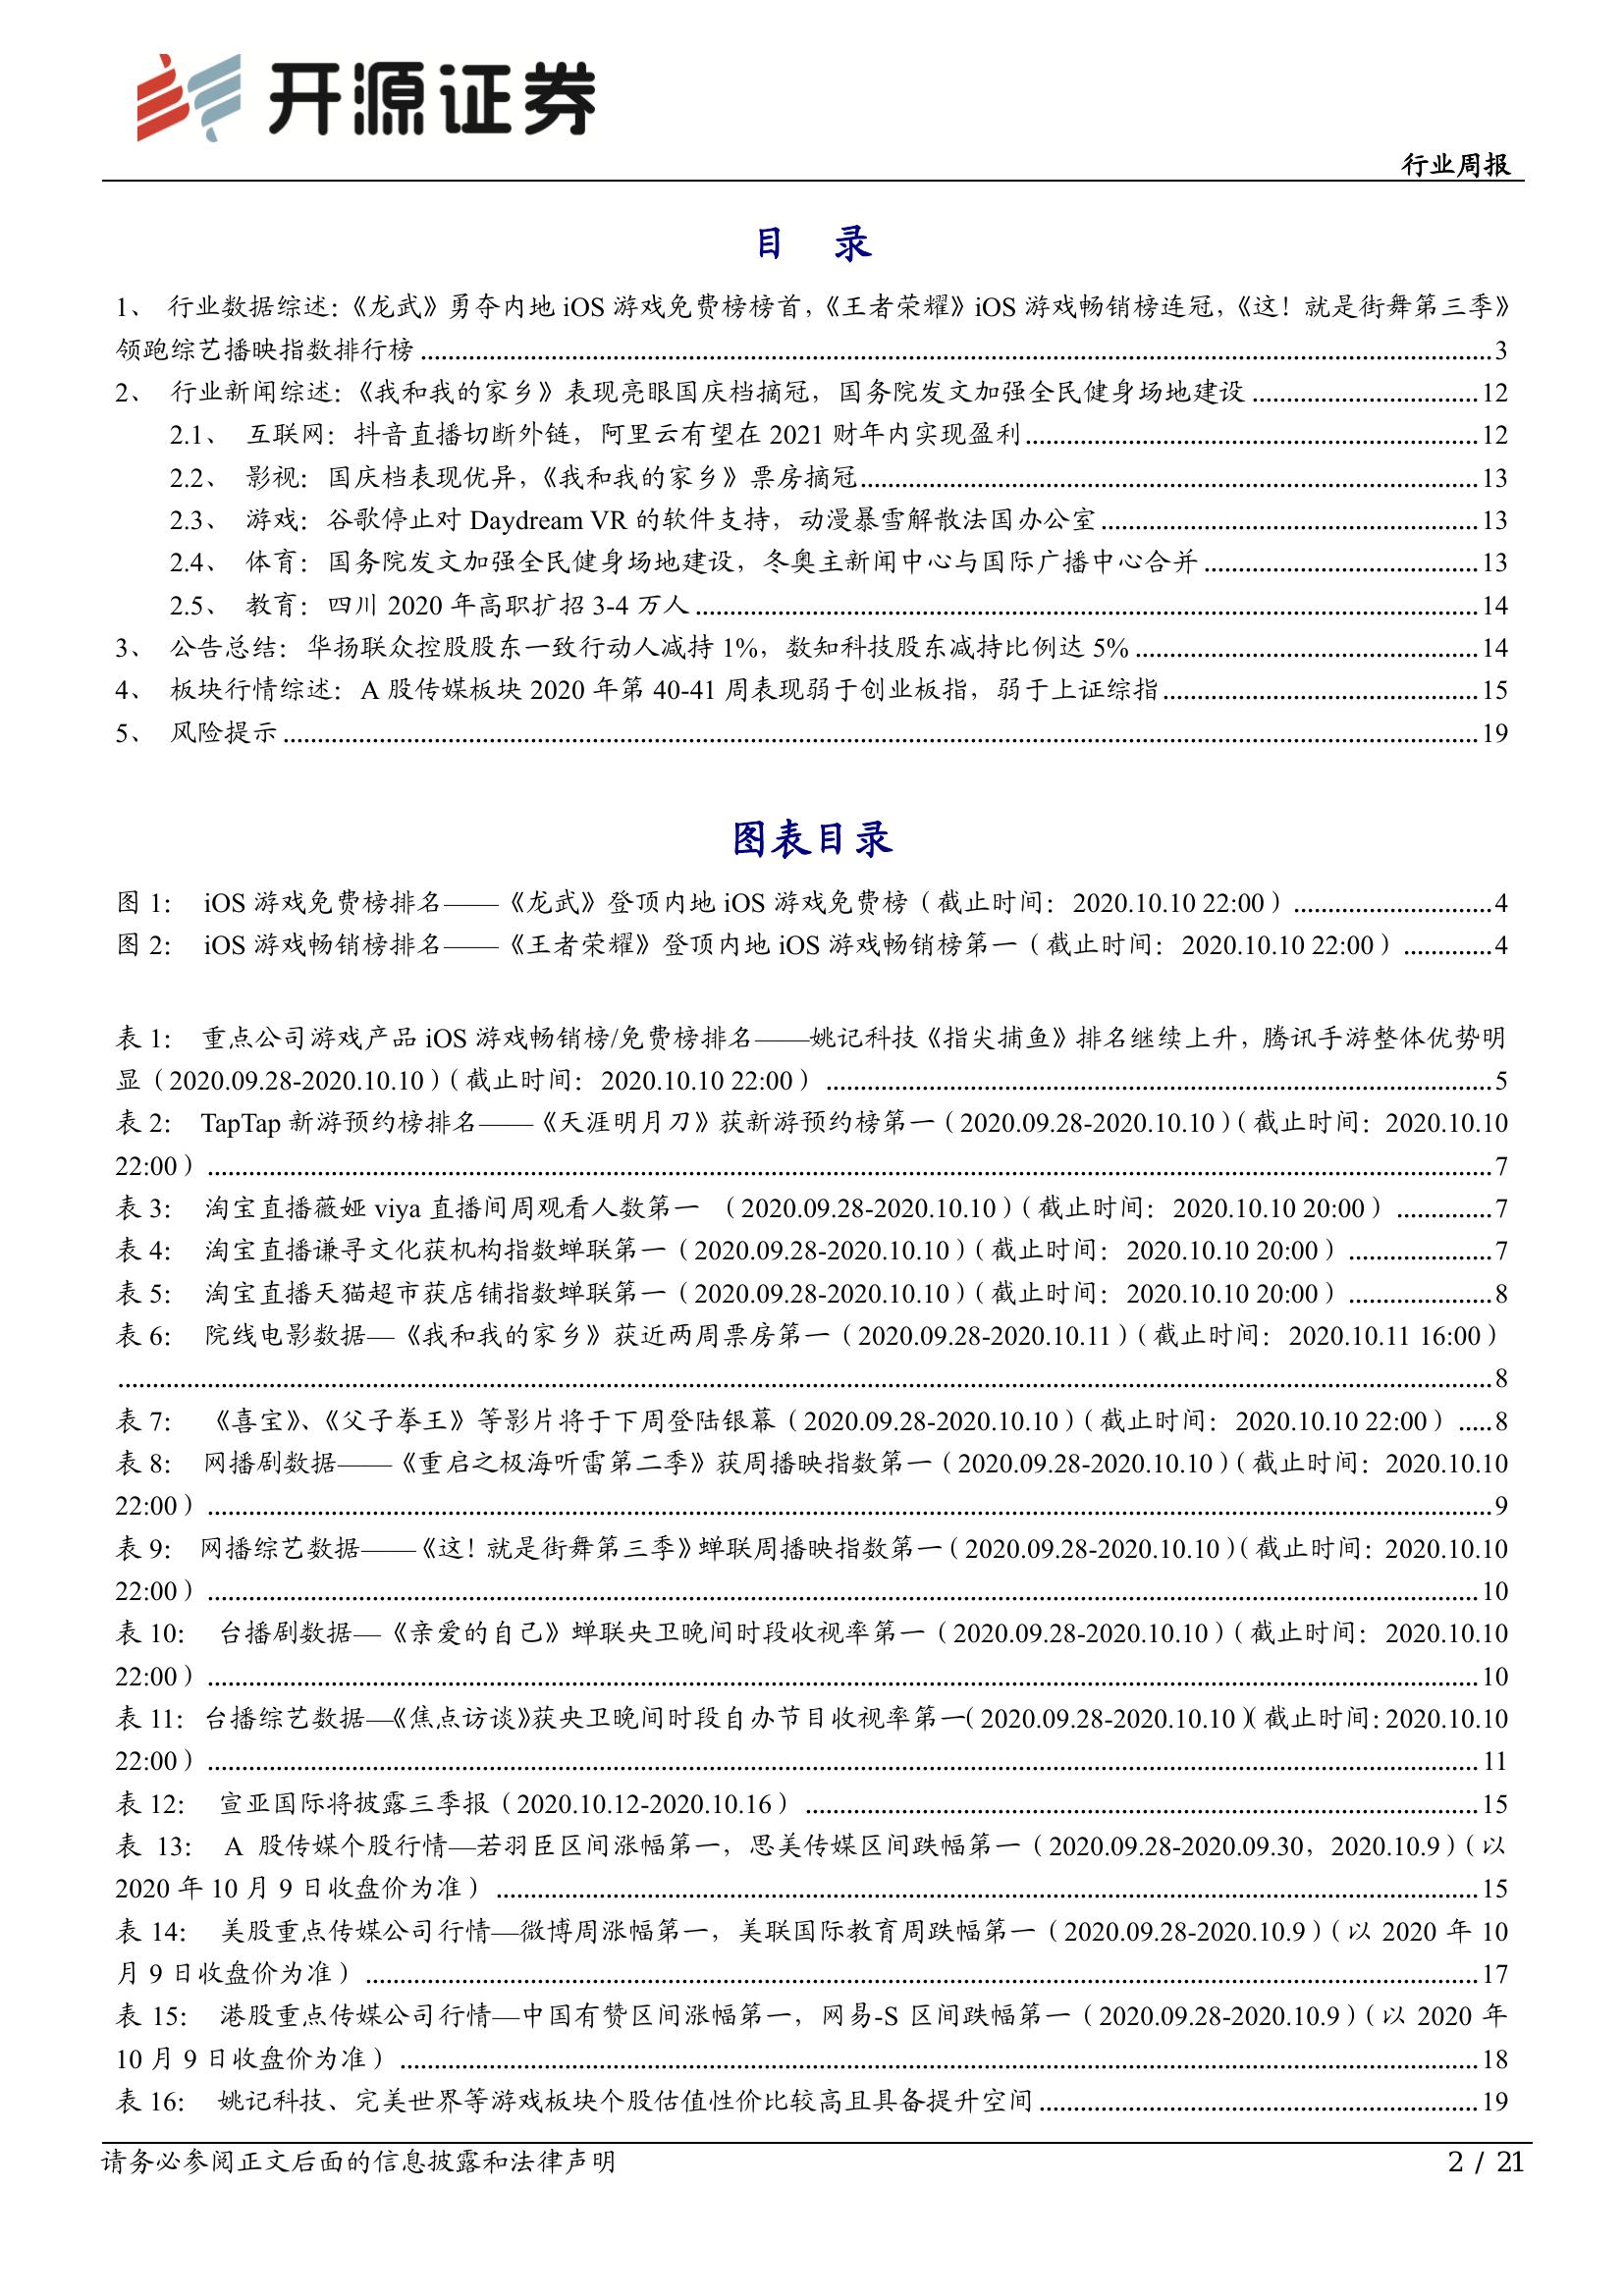 开源证券
行业周报
目 录
1、 行业数据综述：《龙武》勇夺内地 iOS 游戏免费榜榜首，《王者荣耀》iOS 游戏畅销榜连冠，《这！就是街舞第三季》
领跑综艺播映指数排行榜 ........ 3
2、 行业新闻综述：《我和我的家乡》表现亮眼国庆档摘冠，国务院发文加强全民健身场地建设 ........ 12
2.1、 互联网：抖音直播切断外链，阿里云有望在 2021 财年内实现盈利 ........ 12
2.2、 影视：国庆档表现优异，《我和我的家乡》票房摘冠 ........ 13
2.3、 游戏：谷歌停止对 Daydream VR 的软件支持，动漫暴雪解散法国办公室 ........ 13
2.4、 体育：国务院发文加强全民健身场地建设，冬奥主新闻中心与国际广播中心合并 ........ 13
2.5、 教育：四川 2020 年高职扩招 3-4 万人 ........ 14
3、 公告总结：华扬联众控股股东一致行动人减持 1%，数知科技股东减持比例达 5% ........ 14
4、 板块行情综述：A 股传媒板块 2020 年第 40-41 周表现弱于创业板指，弱于上证综指 ........ 15
5、 风险提示 ........ 19
图表目录
图 1： iOS 游戏免费榜排名——《龙武》登顶内地 iOS 游戏免费榜（截止时间：2020.10.10 22:00） ........ 4
图 2： iOS 游戏畅销榜排名——《王者荣耀》登顶内地 iOS 游戏畅销榜第一（截止时间：2020.10.10 22:00） ........ 4
表 1： 重点公司游戏产品 iOS 游戏畅销榜/免费榜排名——姚记科技《指尖捕鱼》排名继续上升，腾讯手游整体优势明
显（2020.09.28-2020.10.10）（截止时间：2020.10.10 22:00） ........ 5
表 2： TapTap 新游预约榜排名——《天涯明月刀》获新游预约榜第一（2020.09.28-2020.10.10）（截止时间：2020.10.10
22:00） ........ 7
表 3： 淘宝直播薇娅 viya 直播间周观看人数第一 （2020.09.28-2020.10.10）（截止时间：2020.10.10 20:00） ........ 7
表 4： 淘宝直播谦寻文化获机构指数蝉联第一（2020.09.28-2020.10.10）（截止时间：2020.10.10 20:00） ........ 7
表 5： 淘宝直播天猫超市获店铺指数蝉联第一（2020.09.28-2020.10.10）（截止时间：2020.10.10 20:00） ........ 8
表 6： 院线电影数据—《我和我的家乡》获近两周票房第一（2020.09.28-2020.10.11）（截止时间：2020.10.11 16:00）
........ 8
表 7： 《喜宝》、《父子拳王》等影片将于下周登陆银幕（2020.09.28-2020.10.10）（截止时间：2020.10.10 22:00） ..... 8
表 8： 网播剧数据——《重启之极海听雷第二季》获周播映指数第一（2020.09.28-2020.10.10）（截止时间：2020.10.10
22:00） ........ 9
表 9： 网播综艺数据——《这！就是街舞第三季》蝉联周播映指数第一（2020.09.28-2020.10.10）（截止时间：2020.10.10
22:00） ........ 10
表 10： 台播剧数据—《亲爱的自己》蝉联央卫晚间时段收视率第一（2020.09.28-2020.10.10）（截止时间：2020.10.10
22:00） ........ 10
表 11：台播综艺数据—《焦点访谈》获央卫晚间时段自办节目收视率第一（2020.09.28-2020.10.10）（截止时间：2020.10.10
22:00） ........ 11
表 12： 宣亚国际将披露三季报（2020.10.12-2020.10.16） ........ 15
表 13： A 股传媒个股行情—若羽臣区间涨幅第一，思美传媒区间跌幅第一（2020.09.28-2020.09.30，2020.10.9）（以
2020 年 10 月 9 日收盘价为准） ........ 15
表 14： 美股重点传媒公司行情—微博周涨幅第一，美联国际教育周跌幅第一（2020.09.28-2020.10.9）（以 2020 年 10
月 9 日收盘价为准） ........ 17
表 15： 港股重点传媒公司行情—中国有赞区间涨幅第一，网易-S 区间跌幅第一（2020.09.28-2020.10.9）（以 2020 年
10 月 9 日收盘价为准） ........ 18
表 16： 姚记科技、完美世界等游戏板块个股估值性价比较高且具备提升空间 ........ 19
请务必参阅正文后面的信息披露和法律声明
2 / 21